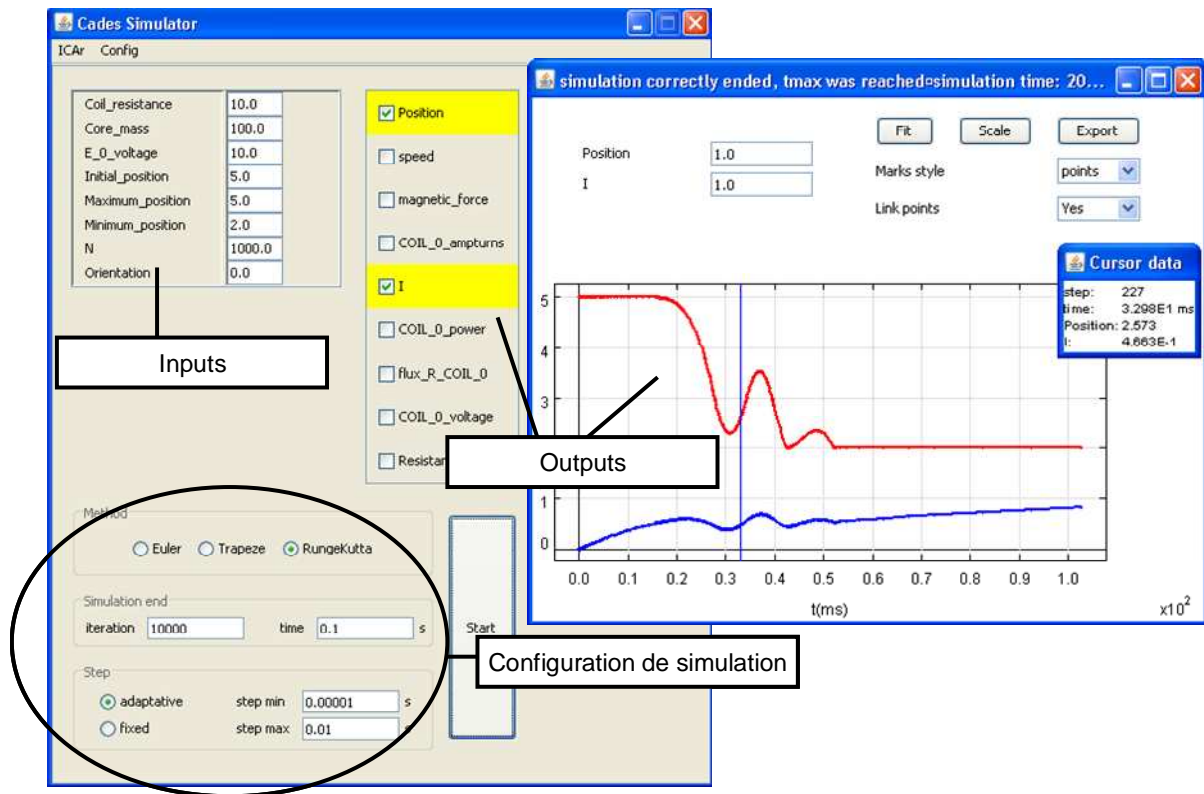 Cades Simulator
ICAr Config
Coil_resistance 10.0
Core_mass 100.0
E_0_voltage 10.0
Initial_position 5.0
Maximum_position 5.0
Minimum_position 2.0
N 1000.0
Orientation 0.0
Inputs
Position
speed
magnetic_force
COIL_0_ampturns
I
COIL_0_power
flux_R_COIL_0
COIL_0_voltage
Resistan
Outputs
Method
Euler Trapeze RungeKutta
Simulation end
iteration 10000 time 0.1 s
Step
adaptative step min 0.00001 s
fixed step max 0.01 s
Start
Configuration de simulation
simulation correctly ended, tmax was reached¤simulation time: 20...
Fit Scale Export
Position 1.0
I 1.0
Marks style points
Link points Yes
Cursor data
step: 227
time: 3.298E1 ms
Position: 2.573
I: 4.663E-1
5
4
3
1
0
0.0 0.1 0.2 0.3 0.4 0.5 0.6 0.7 0.8 0.9 1.0
t(ms) x10²